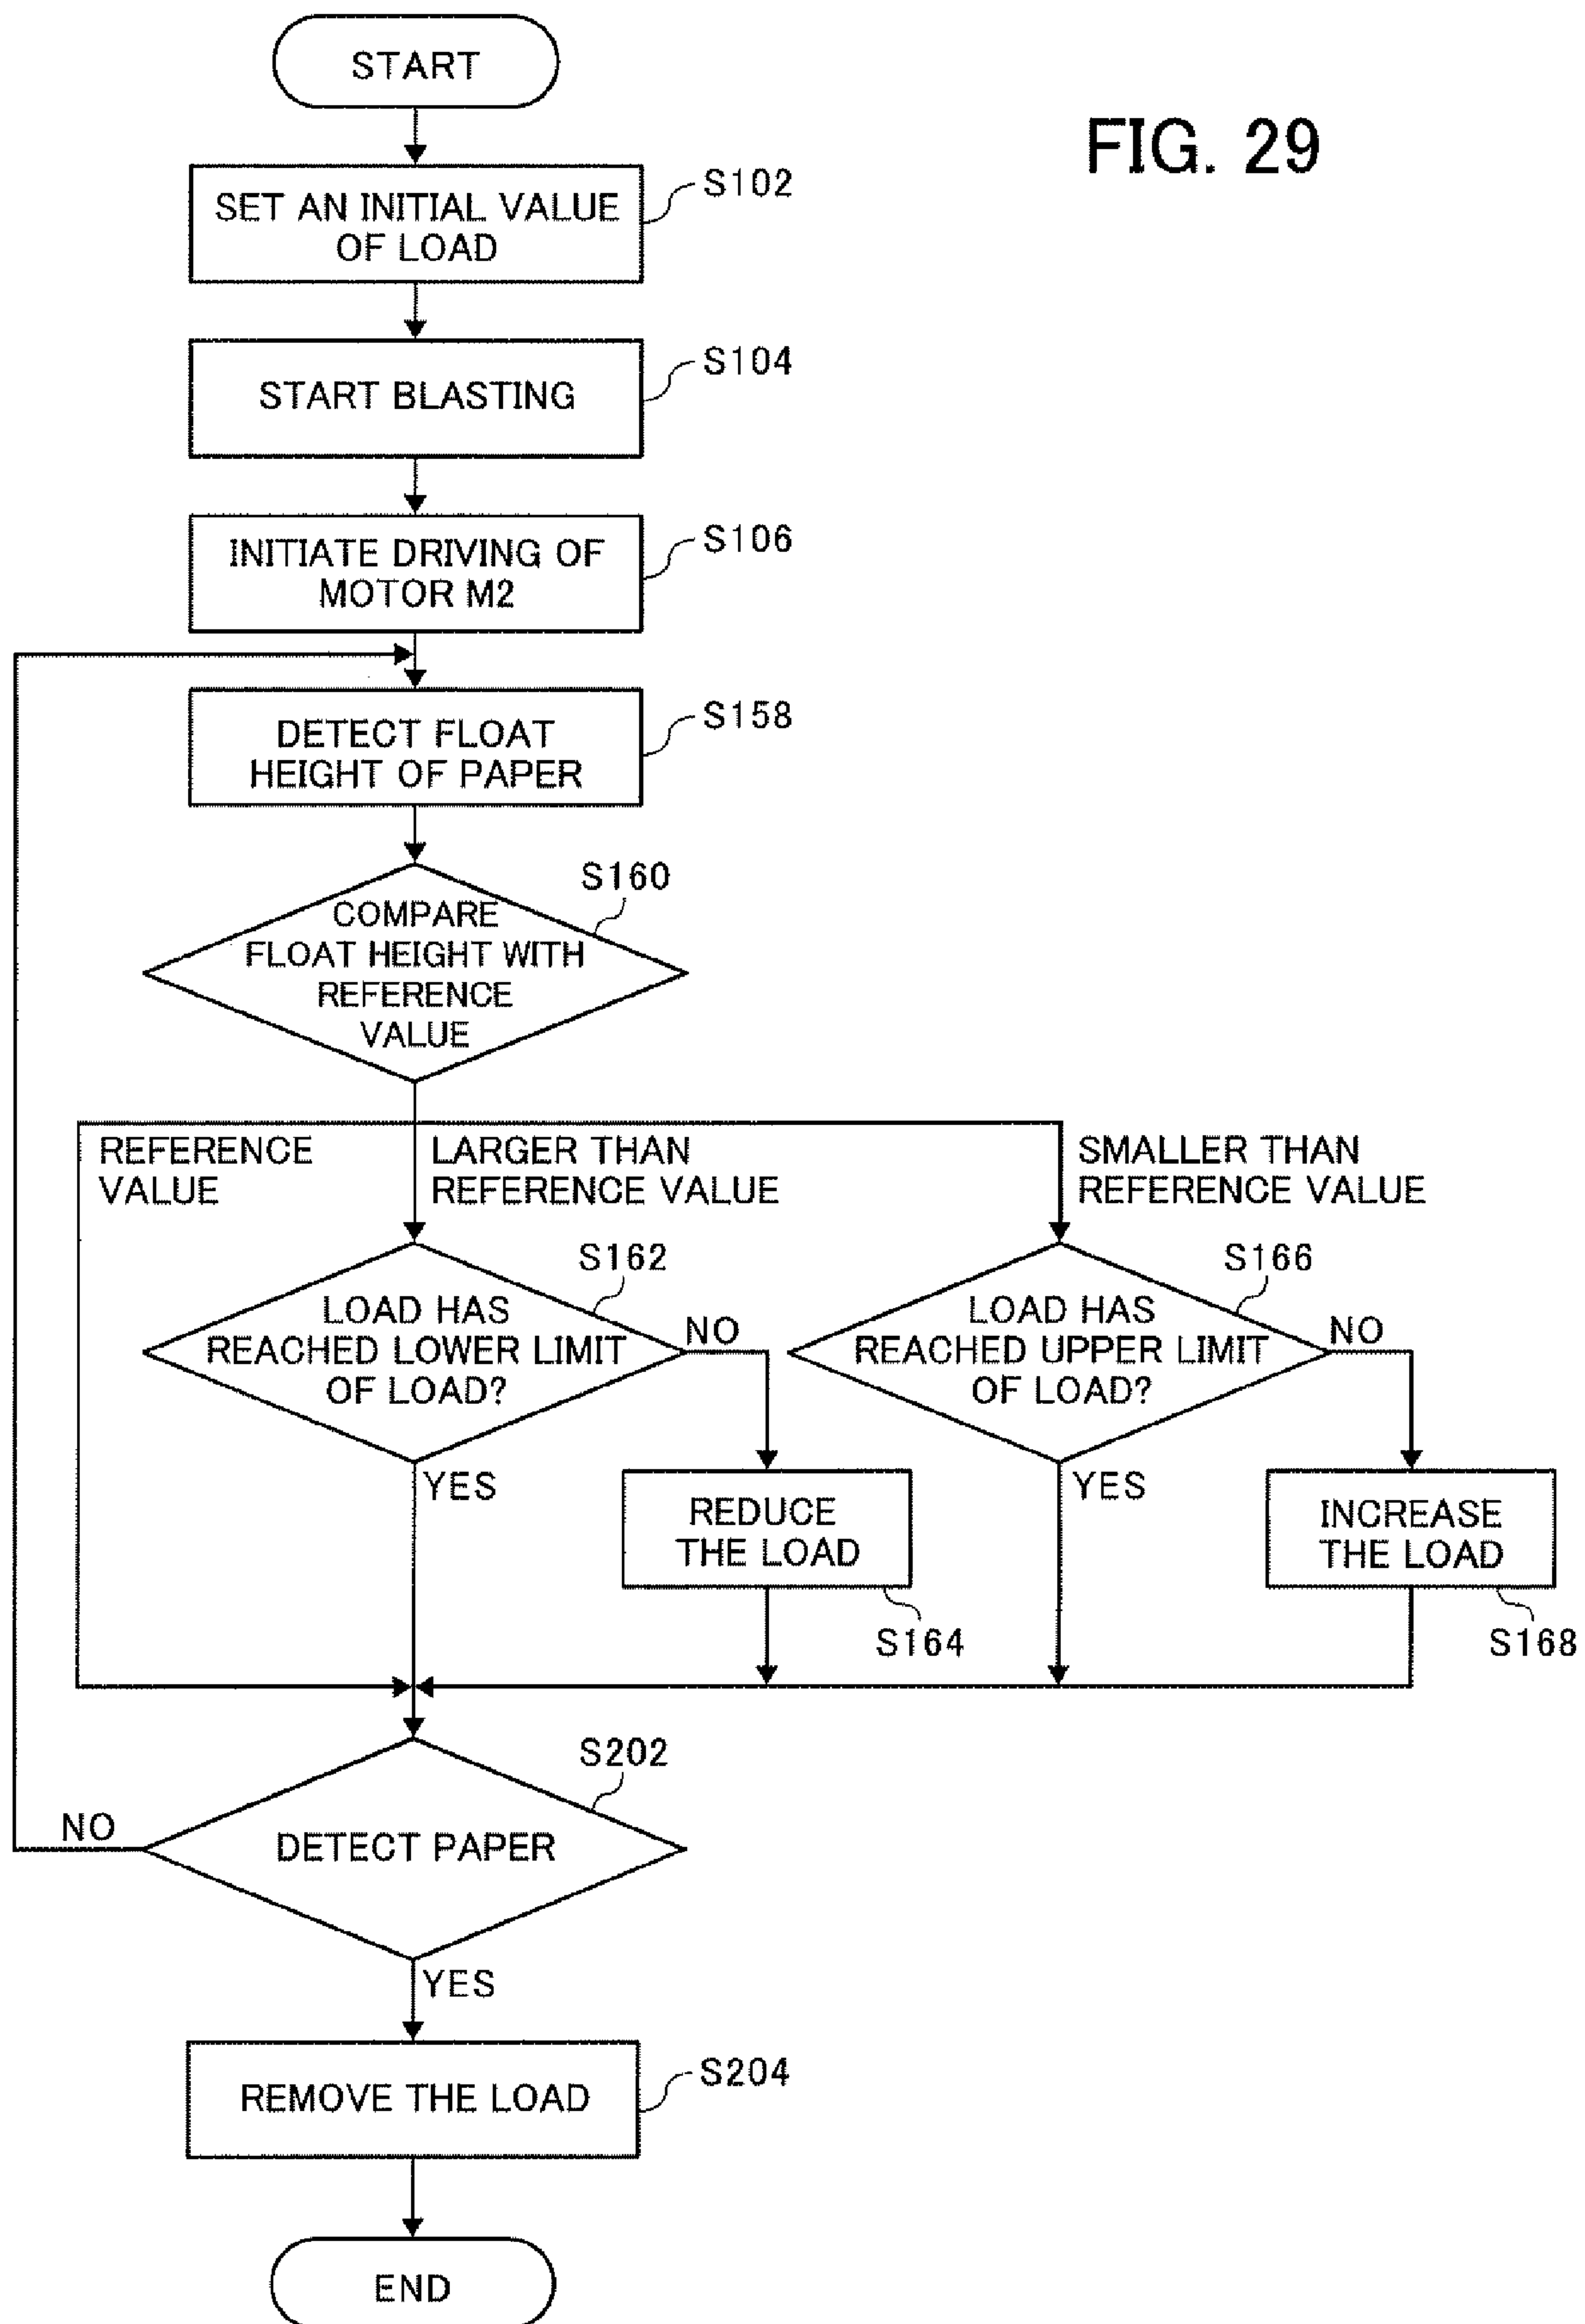 START
FIG. 29
S102
SET AN INITIAL VALUE
OF LOAD
S104
START BLASTING
S106
INITIATE DRIVING OF
MOTOR M2
S158
DETECT FLOAT
HEIGHT OF PAPER
S160
COMPARE
FLOAT HEIGHT WITH
REFERENCE
VALUE
REFERENCE
VALUE
LARGER THAN
REFERENCE VALUE
SMALLER THAN
REFERENCE VALUE
S162
LOAD HAS
REACHED LOWER LIMIT
OF LOAD?
NO
YES
REDUCE
THE LOAD
S164
S166
LOAD HAS
REACHED UPPER LIMIT
OF LOAD?
NO
YES
INCREASE
THE LOAD
S168
S202
DETECT PAPER
NO
YES
S204
REMOVE THE LOAD
END